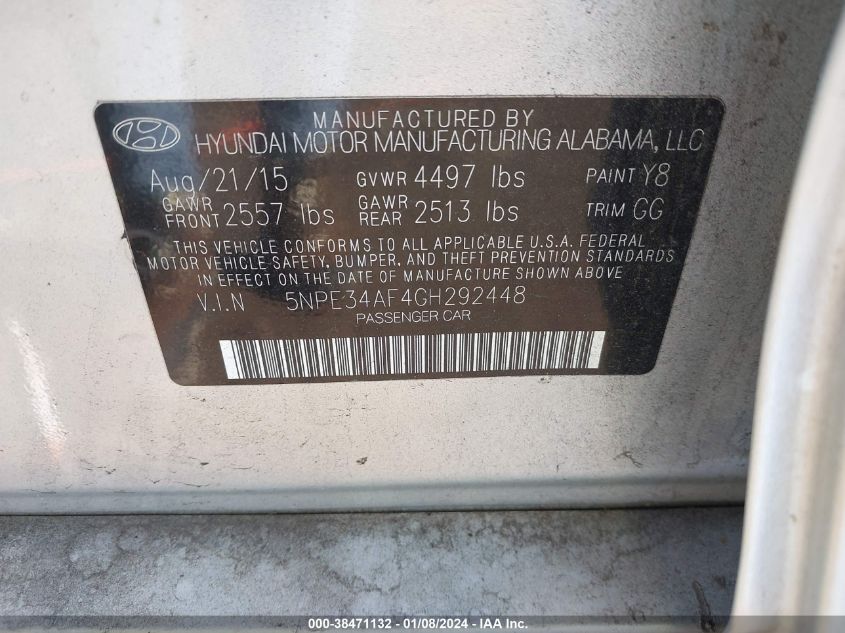 MANUFACTURED BY
HYUNDAI MOTOR MANUFACTURING ALABAMA, LLC
Aug/21/15 GVWR 4497 lbs PAINT Y8
GAWR FRONT 2557 lbs GAWR REAR 2513 lbs TRIM GG
THIS VEHICLE CONFORMS TO ALL APPLICABLE U.S.A. FEDERAL
MOTOR VEHICLE SAFETY, BUMPER, AND THEFT PREVENTION STANDARDS
IN EFFECT ON THE DATE OF MANUFACTURE SHOWN ABOVE
V.I.N 5NPE34AF4GH292448
PASSENGER CAR
000-38471132 - 01/08/2024 - IAA Inc.